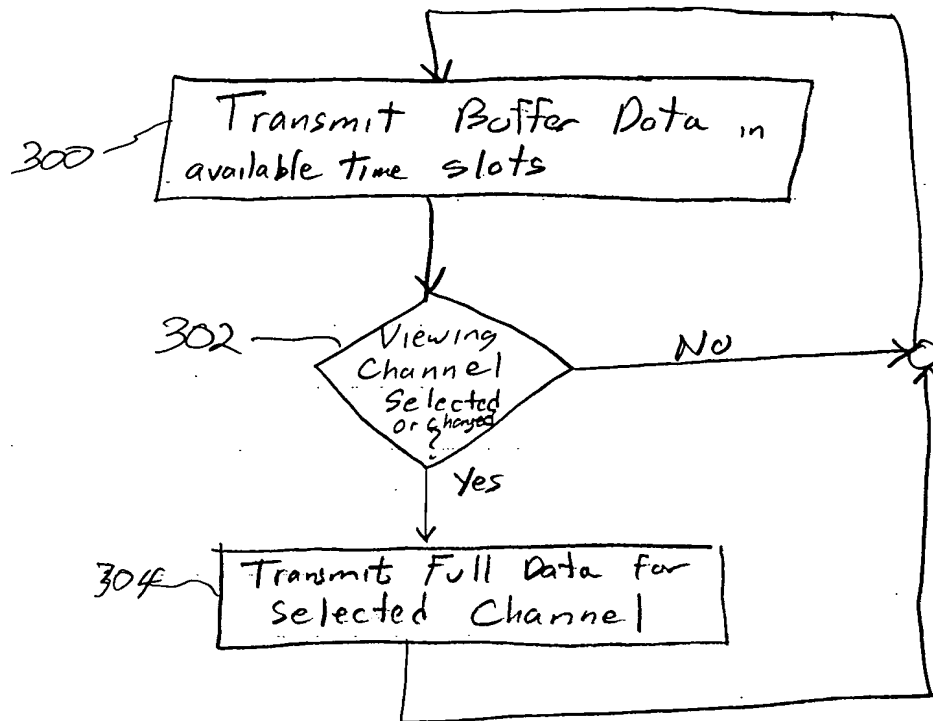 Transmit Buffer Data in
300
available Time slots
302
Viewing
Channel
Selected
or changed
?
No
Yes
304
Transmit Full Data for
Selected Channel